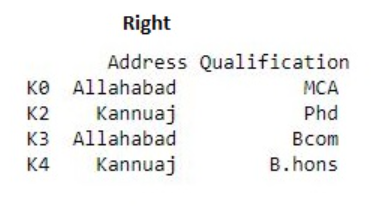 Right
Address Qualification
K0 Allahabad MCA
K2 Kannuaj Phd
K3 Allahabad Bcom
K4 Kannuaj B.hons